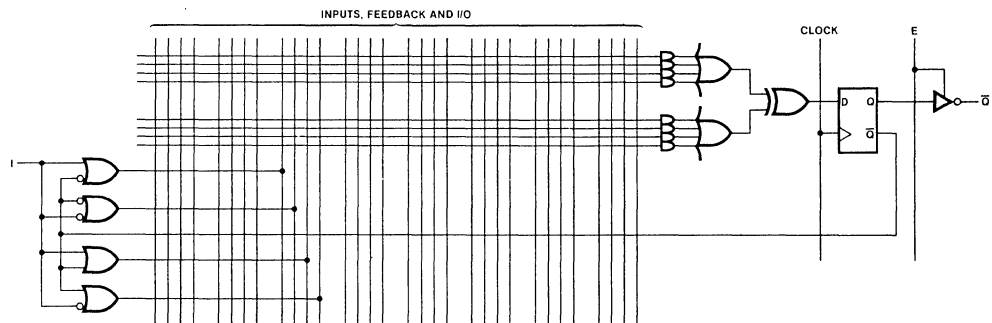 INPUTS, FEEDBACK AND I/O
CLOCK
E
D
Q
Q̅
Q̅
I